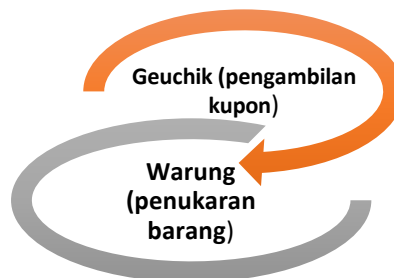 Geuchik (pengambilan
kupon)
Warung
(penukaran
barang)